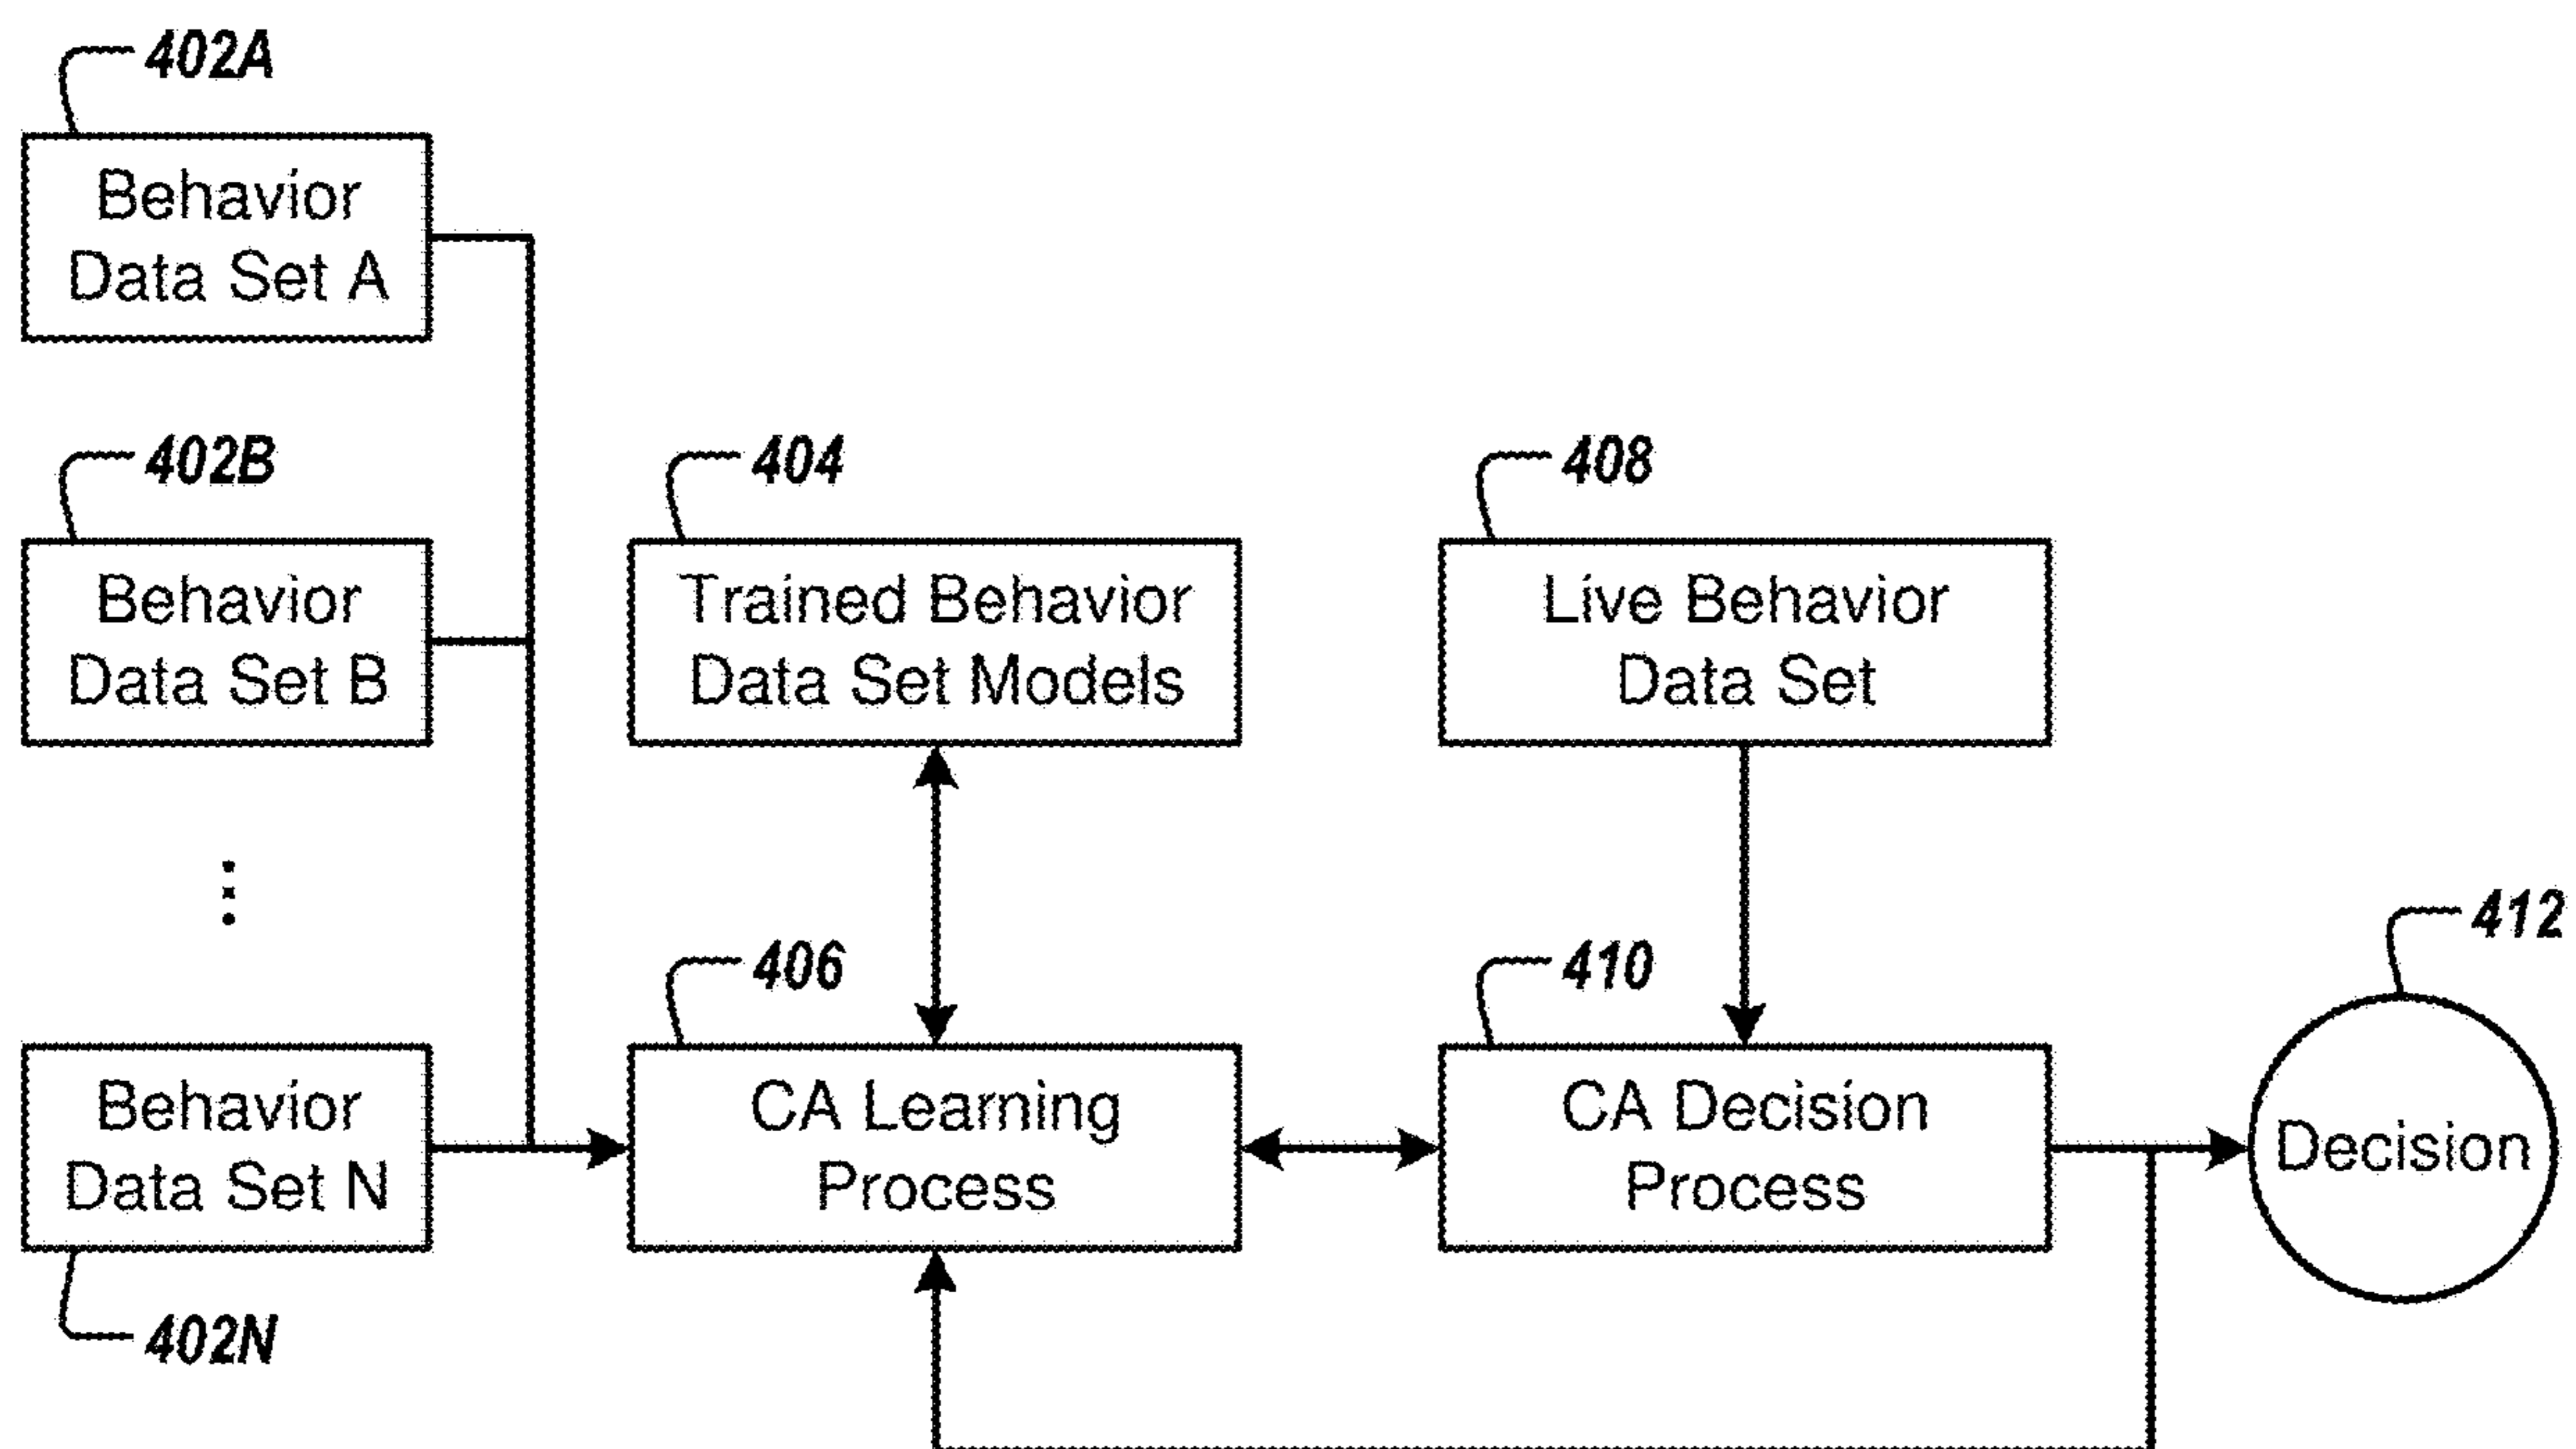 402A
Behavior
Data Set A
402B
Behavior
Data Set B
404
Trained Behavior
Data Set Models
408
Live Behavior
Data Set
406
CA Learning
Process
410
CA Decision
Process
412
Decision
Behavior
Data Set N
402N